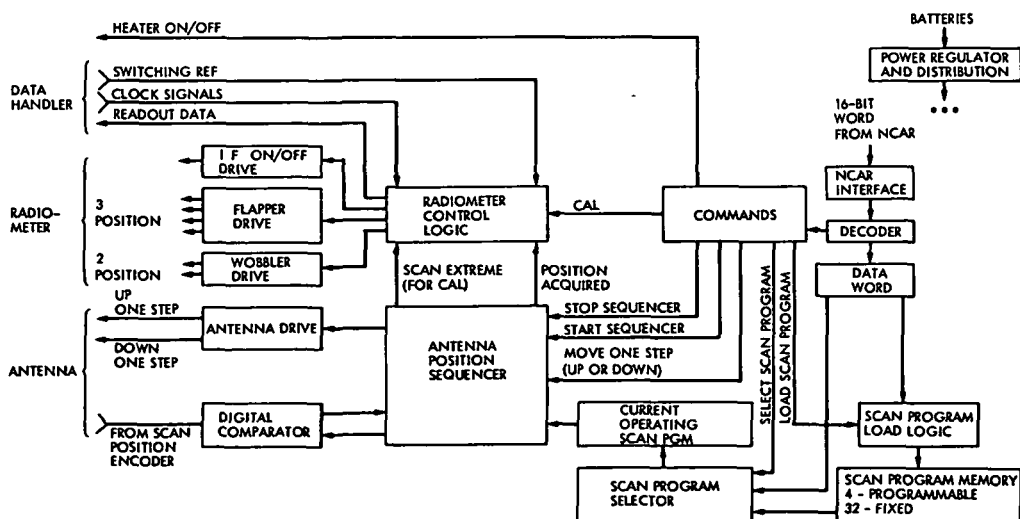 HEATER ON/OFF
BATTERIES
POWER REGULATOR
AND DISTRIBUTION
DATA
HANDLER
SWITCHING REF
CLOCK SIGNALS
READOUT DATA
16-BIT
WORD
FROM NCAR
NCAR
INTERFACE
DECODER
DATA
WORD
RADIO-
METER
I F ON/OFF
DRIVE
3
POSITION
FLAPPER
DRIVE
2
POSITION
WOBBLER
DRIVE
RADIOMETER
CONTROL
LOGIC
CAL
COMMANDS
SCAN EXTREME
(FOR CAL)
POSITION
ACQUIRED
STOP SEQUENCER
START SEQUENCER
MOVE ONE STEP
(UP OR DOWN)
SELECT SCAN PROGRAM
LOAD SCAN PROGRAM
ANTENNA
UP
ONE STEP
DOWN
ONE STEP
ANTENNA DRIVE
ANTENNA
POSITION
SEQUENCER
FROM SCAN
POSITION
ENCODER
DIGITAL
COMPARATOR
CURRENT
OPERATING
SCAN PGM
SCAN PROGRAM
LOAD LOGIC
SCAN PROGRAM
SELECTOR
SCAN PROGRAM MEMORY
4 - PROGRAMMABLE
32 - FIXED